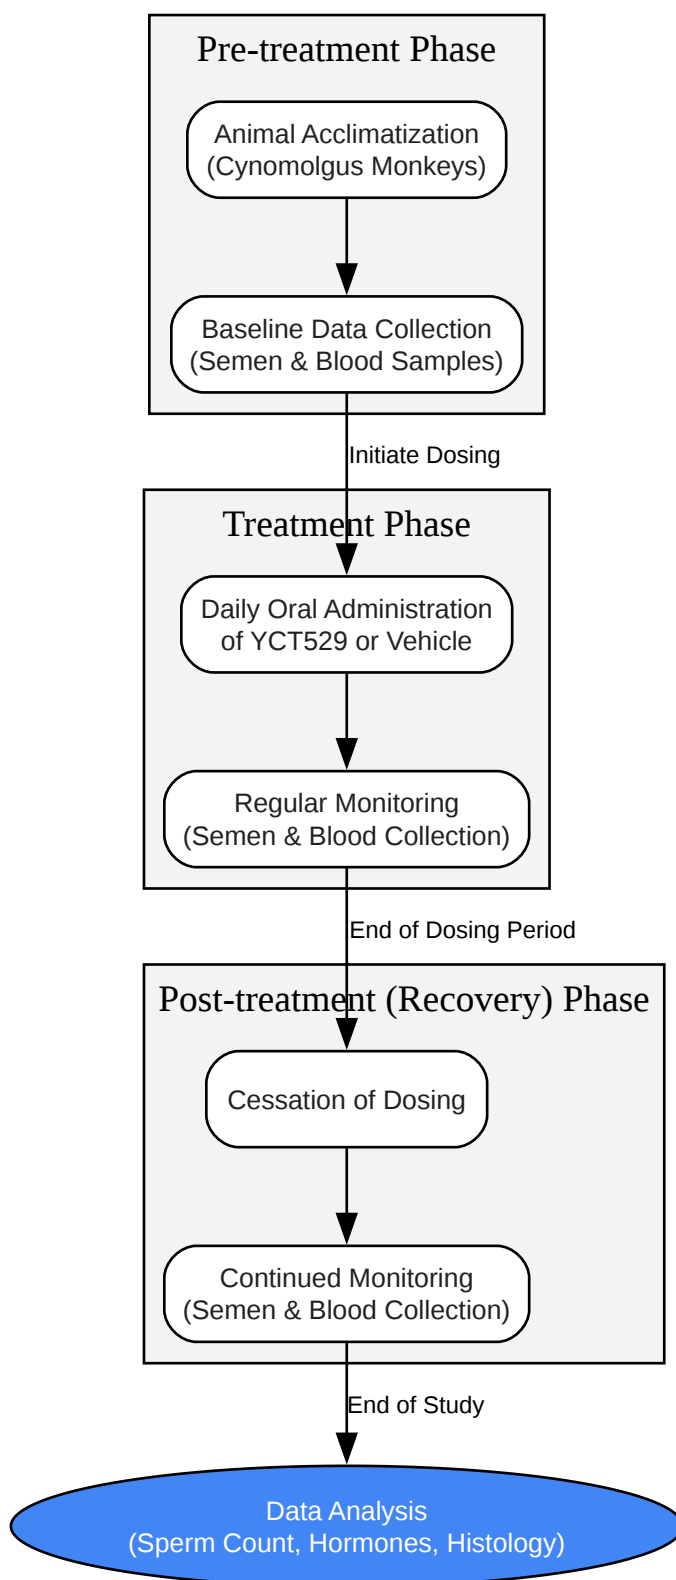 Pre-treatment Phase
Animal Acclimatization
(Cynomolgus Monkeys)
Baseline Data Collection
(Semen & Blood Samples)
Initiate Dosing
Treatment Phase
Daily Oral Administration
of YCT529 or Vehicle
Regular Monitoring
(Semen & Blood Collection)
End of Dosing Period
Post-treatment (Recovery) Phase
Cessation of Dosing
Continued Monitoring
(Semen & Blood Collection)
End of Study
Data Analysis
(Sperm Count, Hormones, Histology)